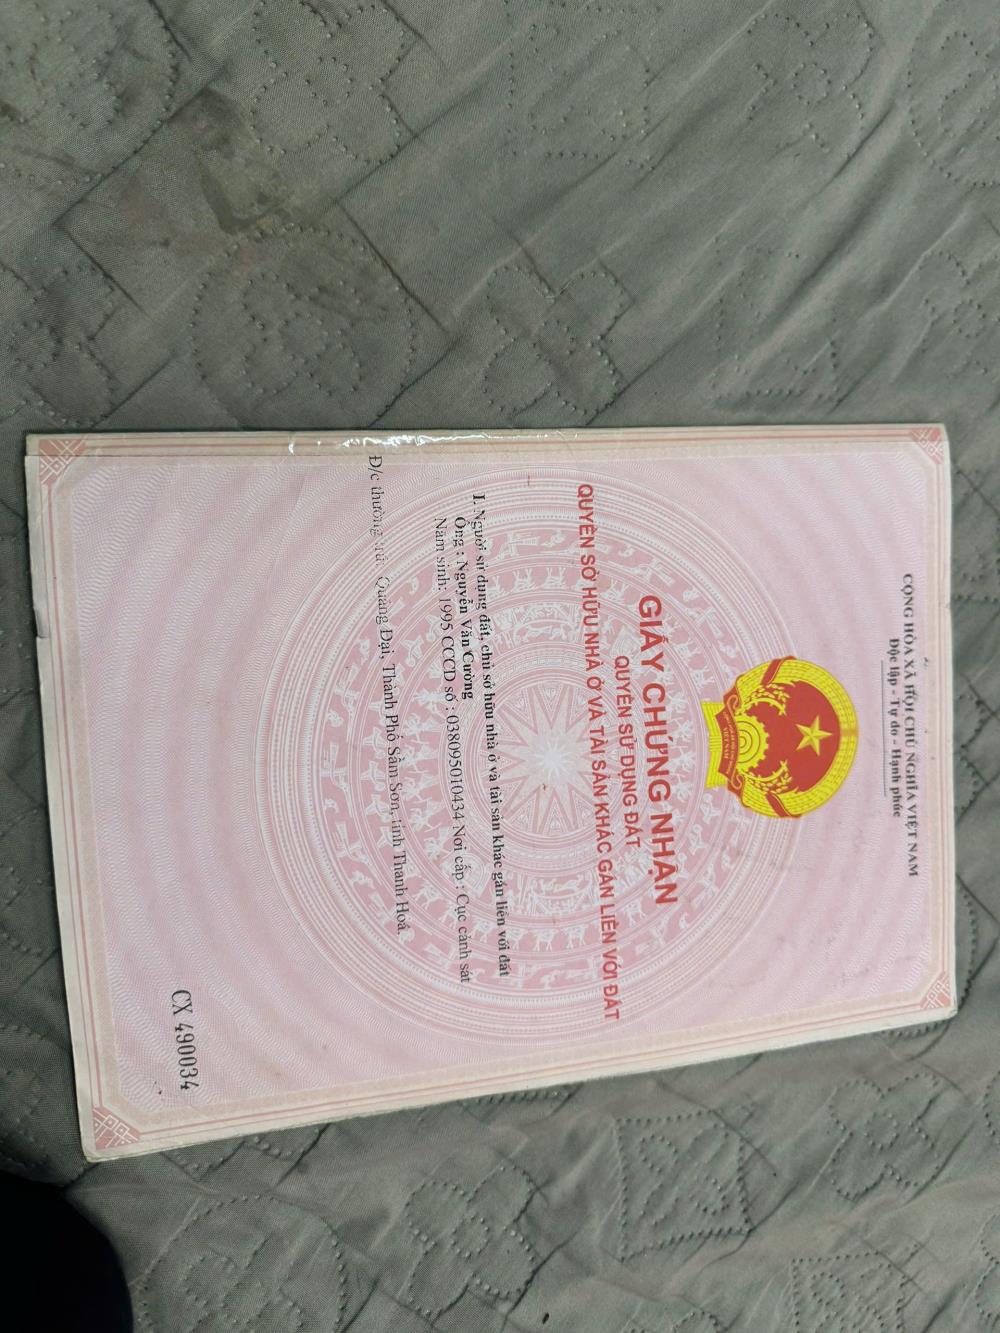 CỘNG HÒA XÃ HỘI CHỦ NGHĨA VIỆT NAM
Độc lập - Tự do - Hạnh phúc
GIẤY CHỨNG NHẬN
QUYỀN SỬ DỤNG ĐẤT
QUYỀN SỞ HỮU NHÀ Ở VÀ TÀI SẢN KHÁC GẮN LIỀN VỚI ĐẤT
I. Người sử dụng đất, chủ sở hữu nhà ở và tài sản khác gắn liền với đất
Ông : Nguyễn Văn Cường
Năm sinh: 1995 CCCD số : 038095010434 Nơi cấp : Cục cảnh sát
Đ/c thường trú: Quảng Đại, Thành Phố Sầm Sơn, tỉnh Thanh Hoá.
CX 490034